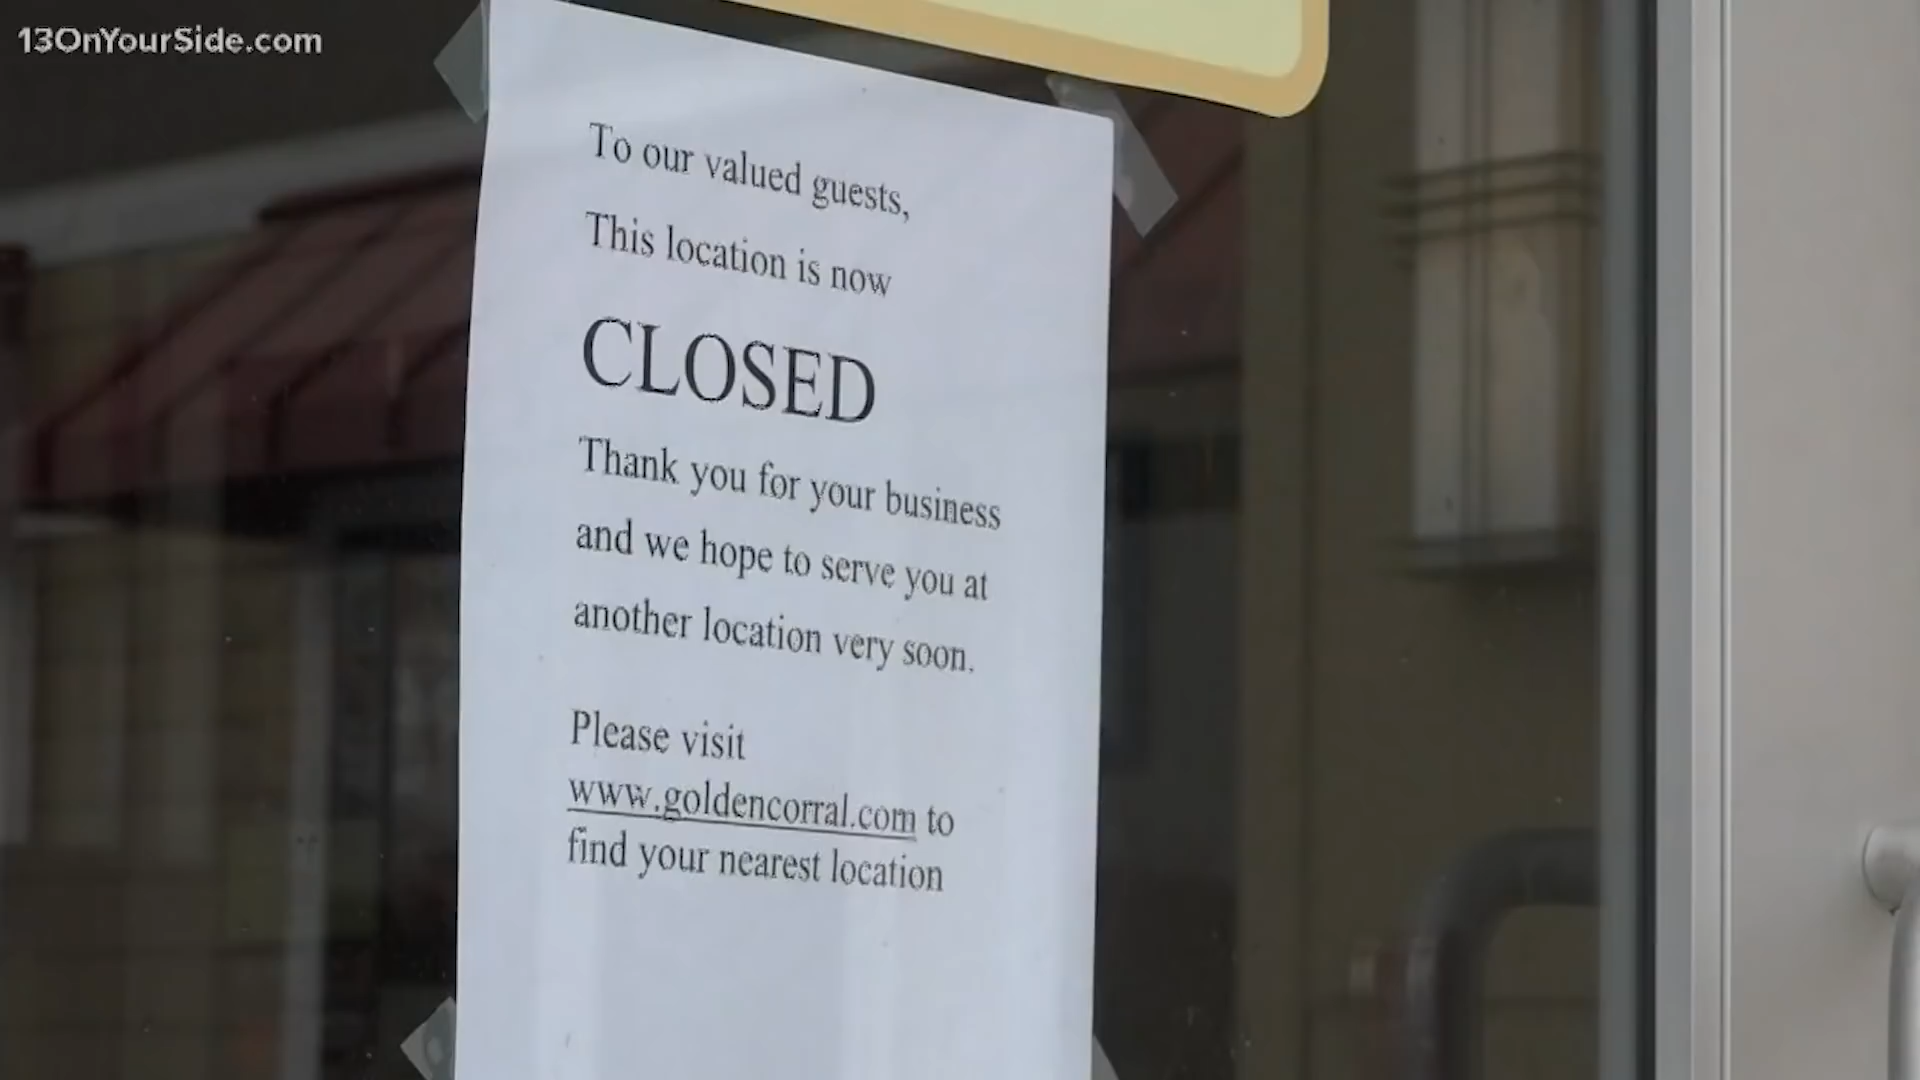 13OnYourSide.com
To our valued guests,
This location is now
CLOSED
Thank you for your business
and we hope to serve you at
another location very soon.
Please visit
www.goldencorral.com to
find your nearest location